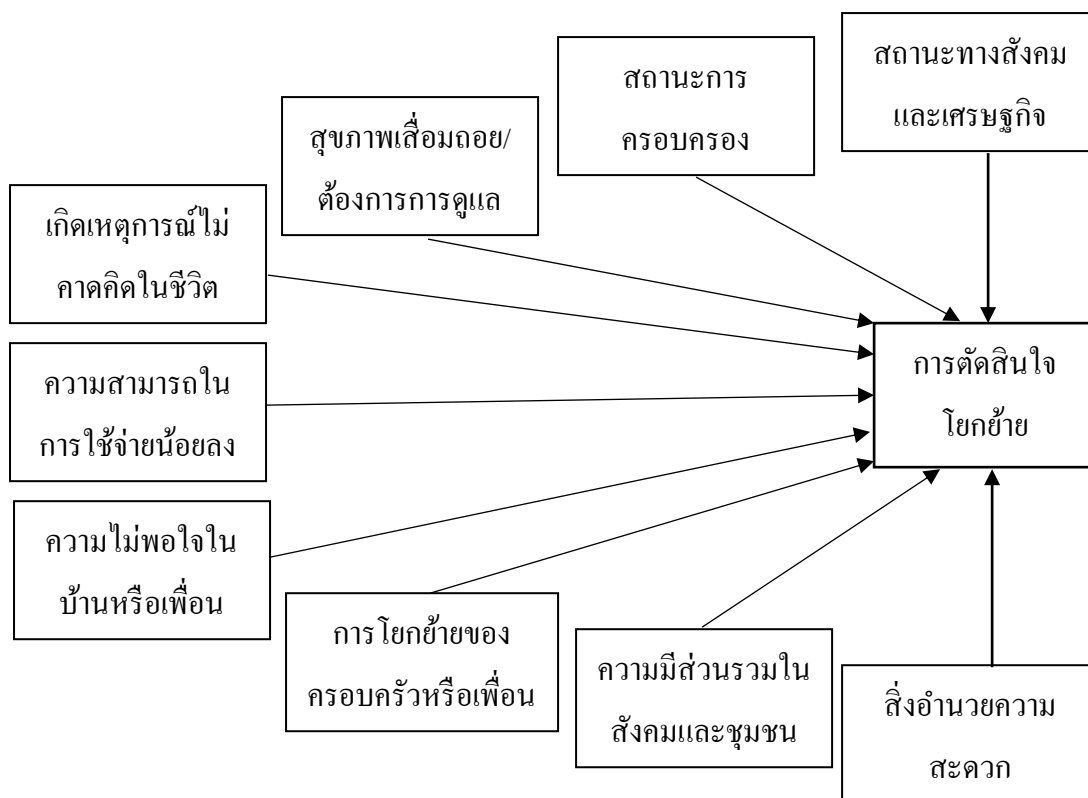 สถานะทางสังคม
และเศรษฐกิจ
สถานะการ
ครอบครอง
สุขภาพเสื่อมถอย/
ต้องการการดูแล
เกิดเหตุการณ์ไม่
คาดคิดในชีวิต
การตัดสินใจ
โยกย้าย
ความสามารถใน
การใช้จ่ายน้อยลง
ความไม่พอใจใน
บ้านหรือเพื่อน
การโยกย้ายของ
ครอบครัวหรือเพื่อน
ความมีส่วนรวมใน
สังคมและชุมชน
สิ่งอำนวยความ
สะดวก